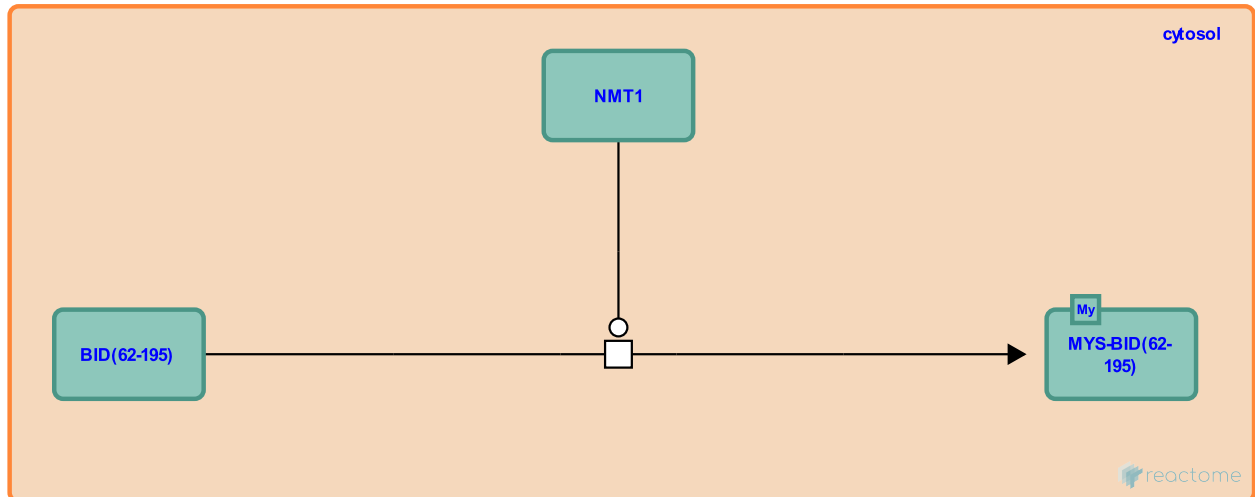 cytosol
NMT1
BID(62-195)
My
MYS-BID(62-
195)
reactome